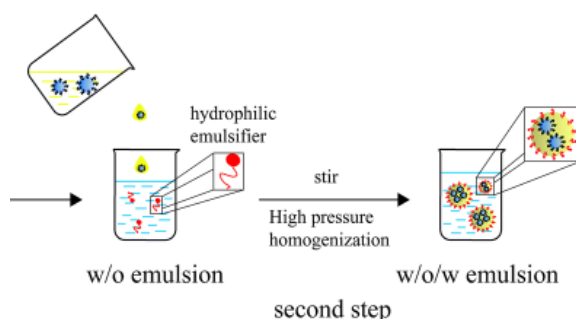 hydrophilic
emulsifier
stir
High pressure
homogenization
w/o emulsion
w/o/w emulsion
second step